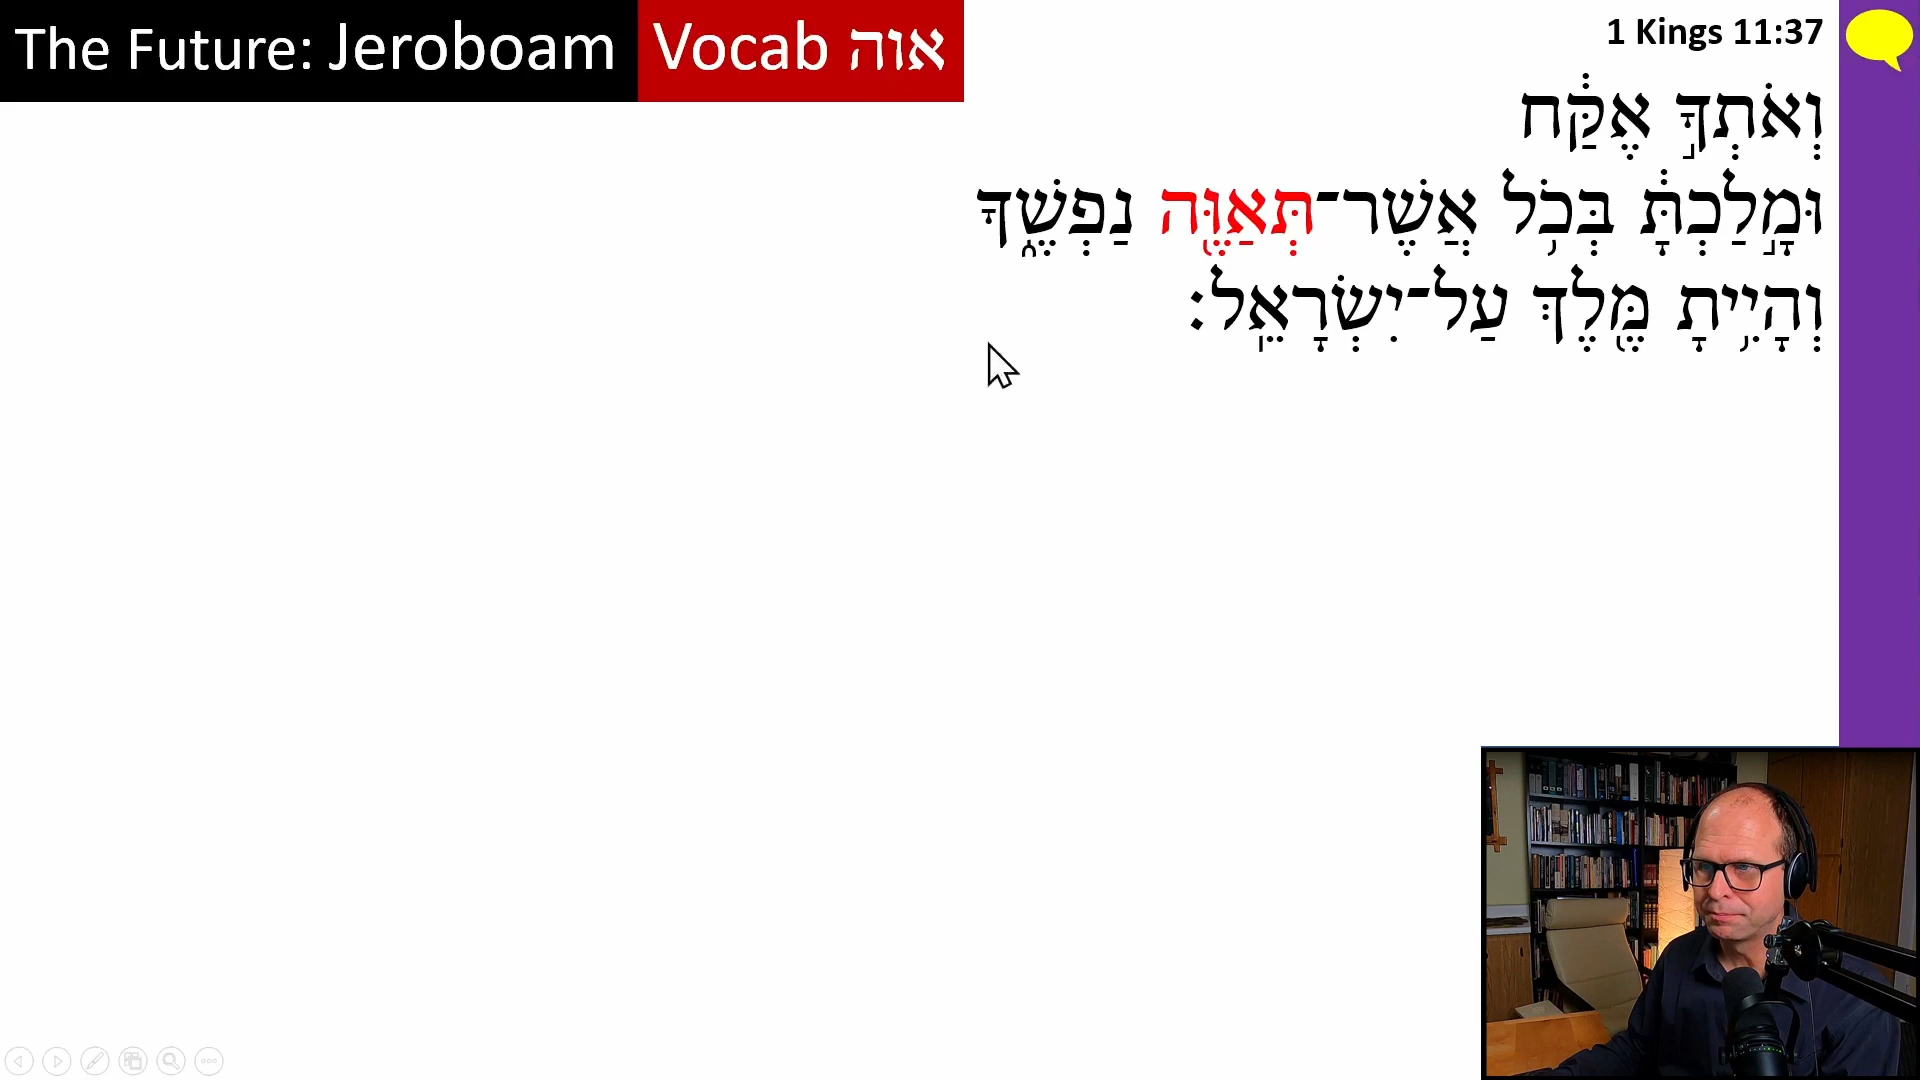 The Future: Jeroboam Vocab אוה
1 Kings 11:37
וְאֹתְךָ֣ אֶקַּ֔ח
וּמָ֣לַכְתָּ֔ בְּכֹ֥ל אֲשֶׁר־תְּאַוֶּ֖ה נַפְשֶׁ֑ךָ
וְהָיִ֥יתָ מֶּ֖לֶךְ עַל־יִשְׂרָאֵֽל׃